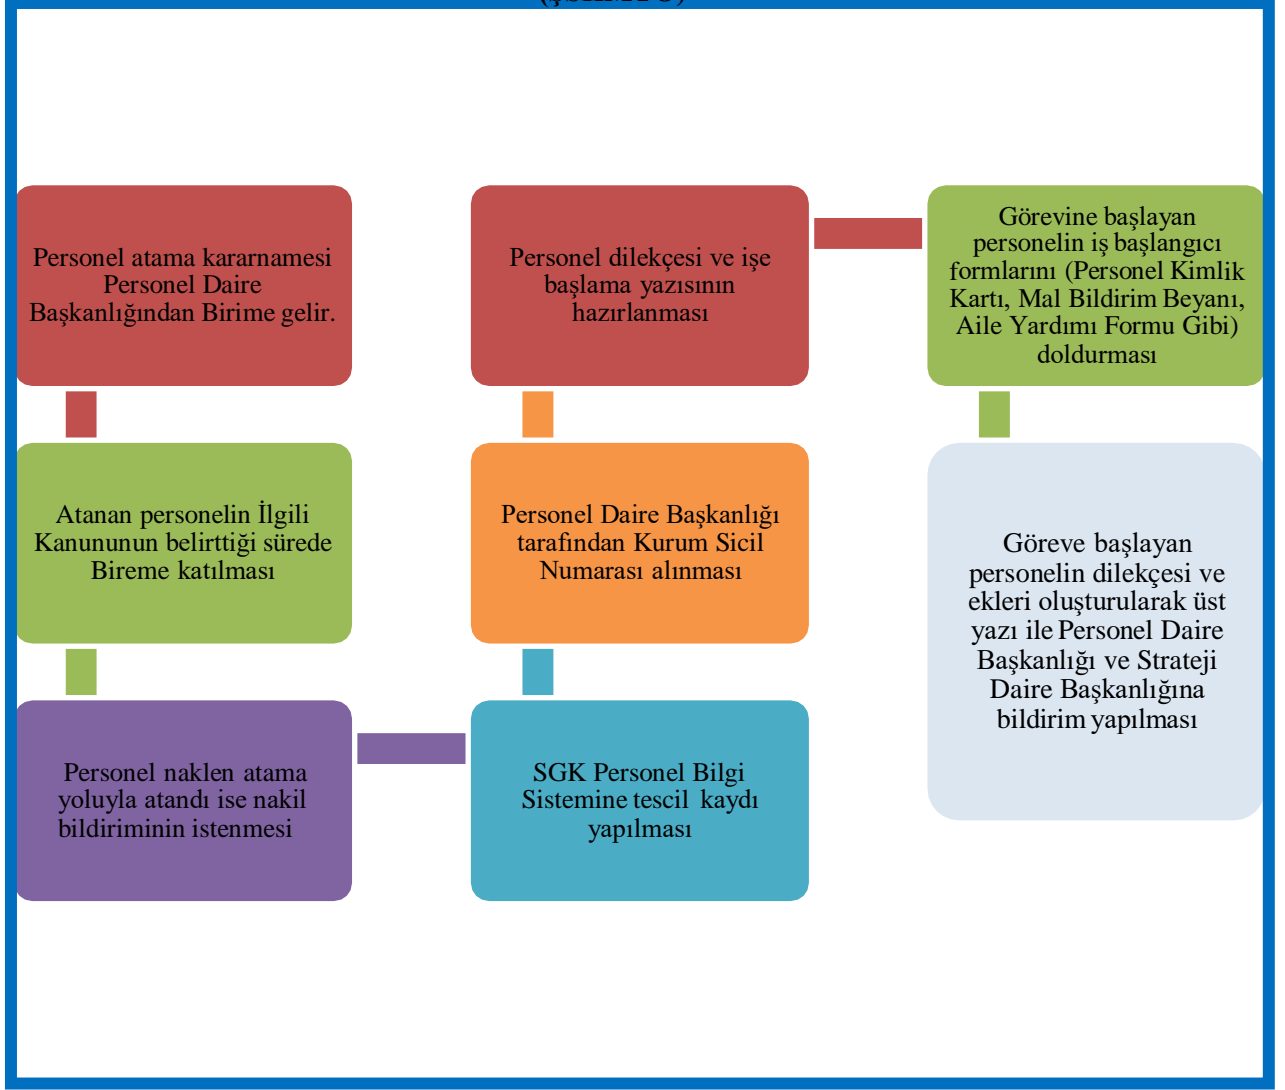 Personel atama kararnamesi
Personel Daire
Başkanlığından Birime gelir.
Atanan personelin İlgili
Kanununun belirttiği sürede
Bireme katılması
Personel naklen atama
yoluyla atandı ise nakil
bildiriminin istenmesi
SGK Personel Bilgi
Sistemine tescil kaydı
yapılması
Personel Daire Başkanlığı
tarafından Kurum Sicil
Numarası alınması
Personel dilekçesi ve işe
başlama yazısının
hazırlanması
Görevine başlayan
personelin iş başlangıcı
formlarını (Personel Kimlik
Kartı, Mal Bildirim Beyanı,
Aile Yardımı Formu Gibi)
doldurması
Göreve başlayan
personelin dilekçesi ve
ekleri oluşturularak üst
yazı ile Personel Daire
Başkanlığı ve Strateji
Daire Başkanlığına
bildirim yapılması